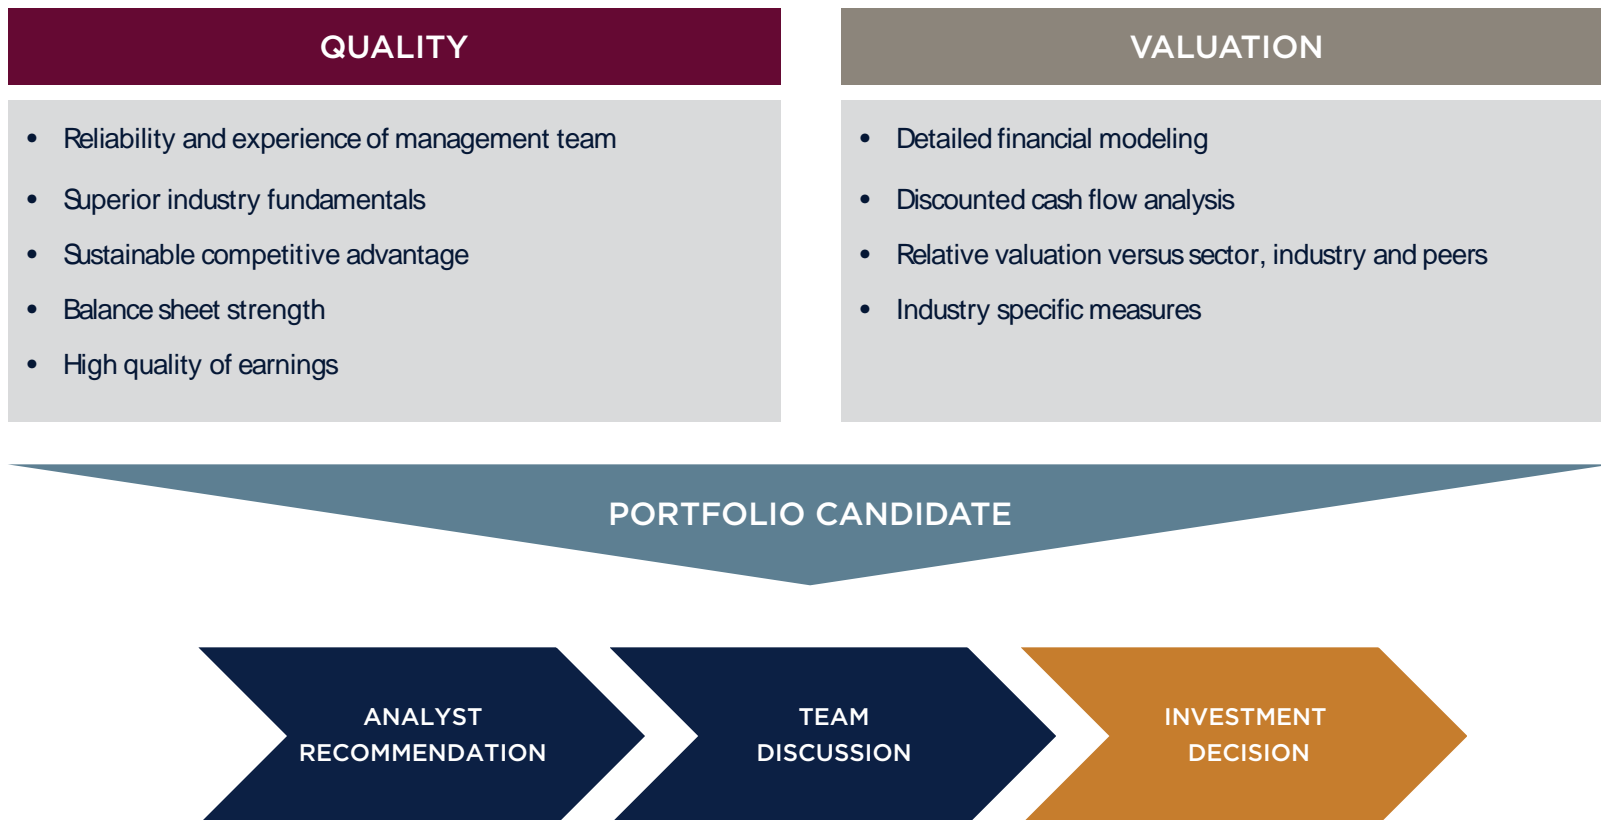 QUALITY
• Reliability and experience of management team
• Superior industry fundamentals
• Sustainable competitive advantage
• Balance sheet strength
• High quality of earnings
VALUATION
• Detailed financial modeling
• Discounted cash flow analysis
• Relative valuation versus sector, industry and peers
• Industry specific measures
PORTFOLIO CANDIDATE
ANALYST
RECOMMENDATION
TEAM
DISCUSSION
INVESTMENT
DECISION